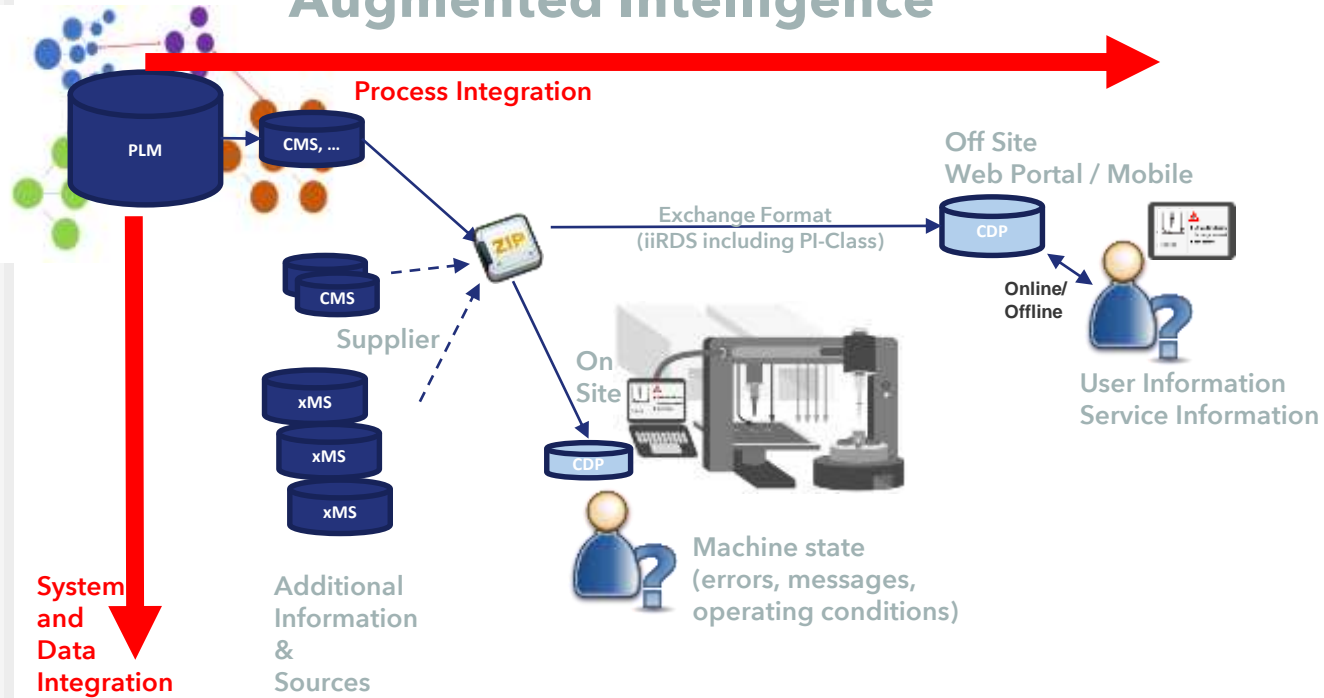 Augmented Intelligence
Process Integration
PLM
CMS, ...
Off Site
Web Portal / Mobile
ZIP
Exchange Format
(iiRDS including PI-Class)
CDP
CMS
Online/
Offline
Supplier
On
Site
User Information
Service Information
xMS
xMS
CDP
xMS
Machine state
(errors, messages,
operating conditions)
System
and
Data
Integration
Additional
Information
&
Sources